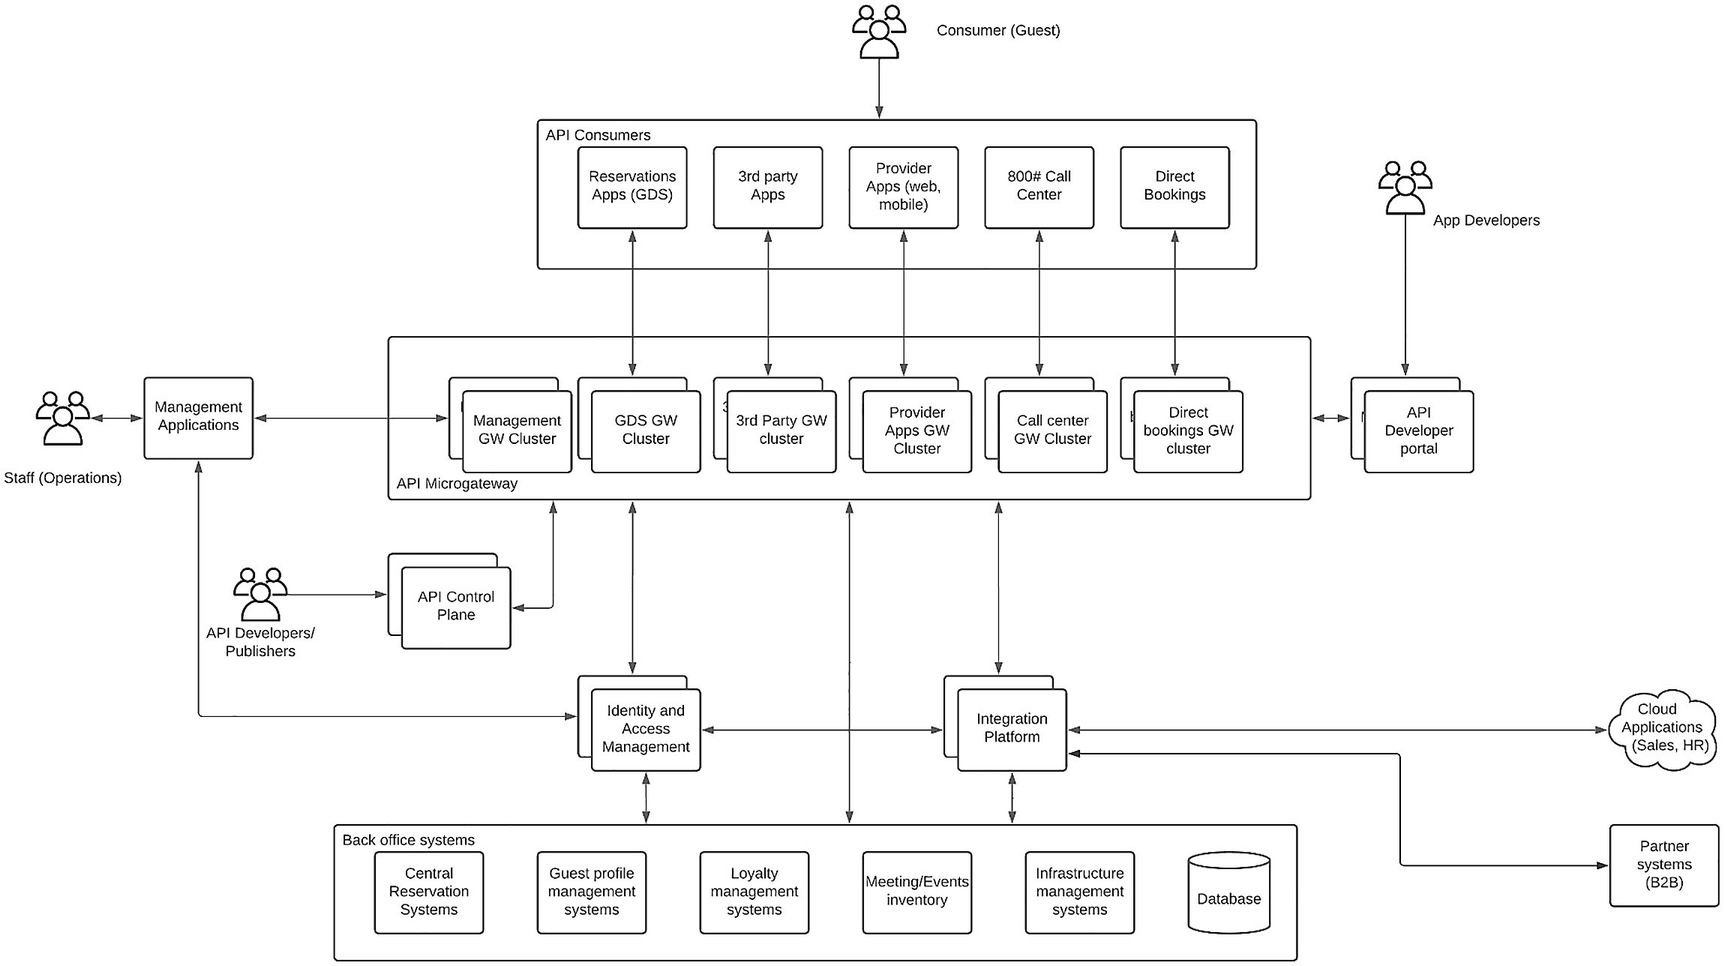 Consumer (Guest)
API Consumers
Reservations
Apps (GDS)
3rd party
Apps
Provider
Apps (web,
mobile)
800# Call
Center
Direct
Bookings
App Developers
Staff (Operations)
Management
Applications
Management
GW Cluster
GDS GW
Cluster
3rd Party GW
cluster
Provider
Apps GW
Cluster
Call center
GW Cluster
Direct
bookings GW
cluster
API Microgateway
API
Developer
portal
API Developers/
Publishers
API Control
Plane
Identity and
Access
Management
Integration
Platform
Cloud
Applications
(Sales, HR)
Partner
systems
(B2B)
Back office systems
Central
Reservation
Systems
Guest profile
management
systems
Loyalty
management
systems
Meeting/Events
inventory
Infrastructure
management
systems
Database